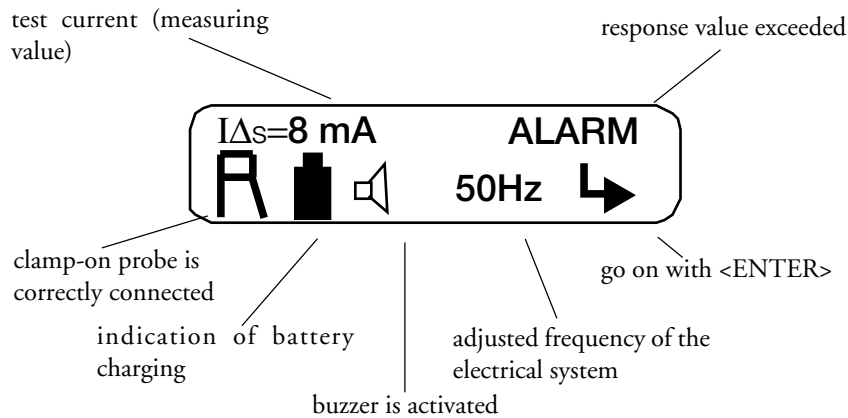 test current (measuring
value)
response value exceeded
IΔs=8 mA
ALARM
50Hz
clamp-on probe is
correctly connected
go on with <ENTER>
indication of battery
charging
adjusted frequency of the
electrical system
buzzer is activated